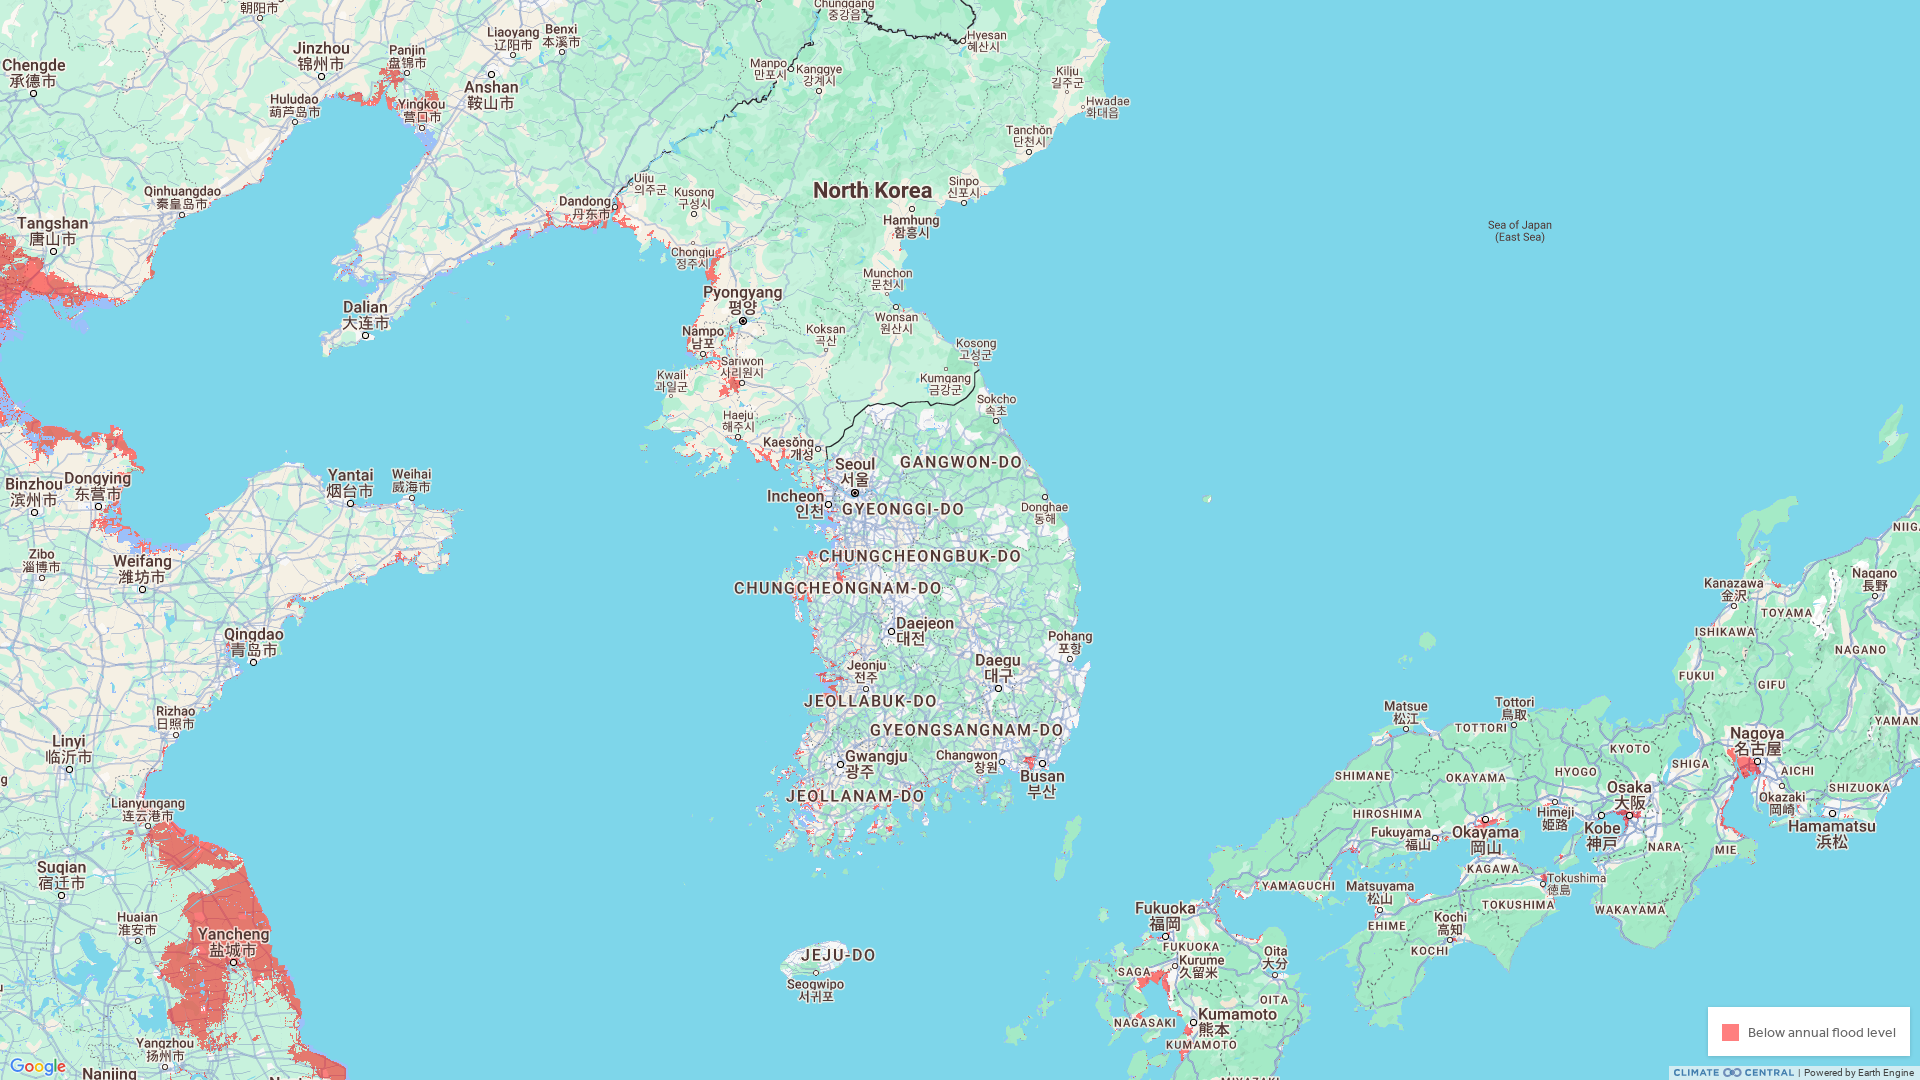 朝阳市
Chunggang
중강읍
Liaoyang
辽阳市
Benxi
本溪市
Hyesan
혜산시
Jinzhou
锦州市
Panjin
盘锦市
Chengde
承德市
Anshan
鞍山市
Manpo
만포시
Kanggye
강계시
Kilju
길주군
Huludao
葫芦岛市
Yingkou
营口市
Hwadae
화대읍
Tanchŏn
단천시
Qinhuangdao
秦皇岛市
Uiju
의주군
Kusong
구성시
North Korea
Sinpo
신포시
Dandong
丹东市
Hamhung
함흥시
Tangshan
唐山市
Sea of Japan
(East Sea)
Chongju
정주시
Munchon
문천시
Pyongyang
평양
Dalian
大连市
Nampo
남포
Koksan
곡산
Wonsan
원산시
Kosong
고성군
Sariwon
사리원시
Kwail
과일군
Kumgang
금강군
Sokcho
속초
Haeju
해주시
Kaesŏng
개성
Seoul
서울
GANGWON-DO
Yantai
烟台市
Weihai
威海市
Binzhou
滨州市
Dongying
东营市
Incheon
인천
GYEONGGI-DO
Donghae
동해
NIIG
Zibo
淄博市
Weifang
潍坊市
CHUNGCHEONGBUK-DO
CHUNGCHEONGNAM-DO
Kanazawa
金沢
Nagano
長野
TOYAMA
Qingdao
青岛市
Daejeon
대전
Pohang
포항
ISHIKAWA
NAGANO
Jeonju
전주
Daegu
대구
FUKUI
GIFU
JEOLLABUK-DO
Rizhao
日照市
Matsue
松江
Tottori
鳥取
TOTTORI
YAMAN
GYEONGSANGNAM-DO
Linyi
临沂市
Gwangju
광주
Changwon
창원
Busan
부산
KYOTO
Nagoya
名古屋
SHIGA
AICHI
SHIMANE
OKAYAMA
HYOGO
g
JEOLLANAM-DO
Osaka
大阪
SHIZUOKA
Okazaki
岡崎
Lianyungang
连云港市
HIROSHIMA
Himeji
姫路
Fukuyama
福山
Okayama
岡山
Kobe
神戸
Hamamatsu
浜松
NARA
MIE
Suqian
宿迁市
KAGAWA
YAMAGUCHI
Matsuyama
松山
Tokushima
徳島
TOKUSHIMA
WAKAYAMA
Huaian
淮安市
Fukuoka
福岡
EHIME
Kochi
高知
KOCHI
Yancheng
盐城市
FUKUOKA
JEJU-DO
Seogwipo
서귀포
SAGA
Kurume
久留米
Oita
大分
OITA
NAGASAKI
Kumamoto
熊本
KUMAMOTO
Yangzhou
扬州市
Nanjing
Below annual flood level
Google
CLIMATE CENTRAL | Powered by Earth Engine